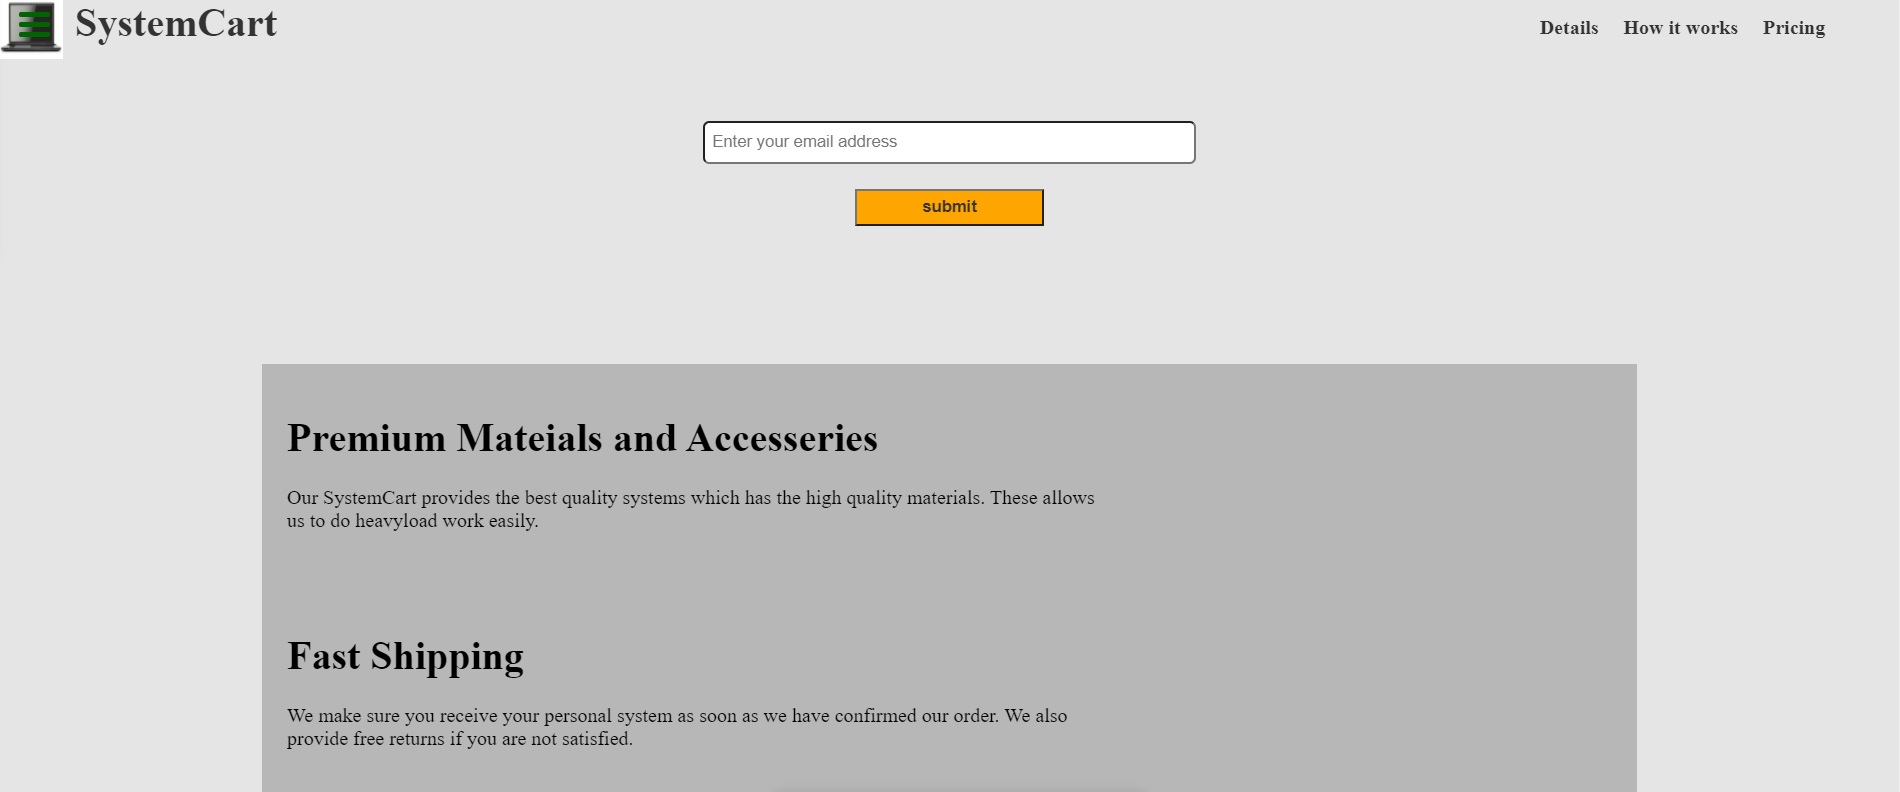 SystemCart
Details How it works Pricing
Enter your email address
submit
Premium Mateials and Accesseries
Our SystemCart provides the best quality systems which has the high quality materials. These allows
us to do heavyload work easily.
Fast Shipping
We make sure you receive your personal system as soon as we have confirmed our order. We also
provide free returns if you are not satisfied.